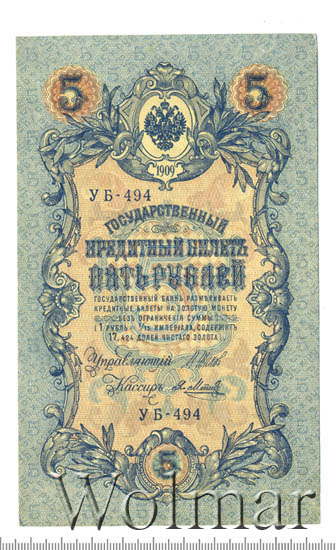 5 5
1909
УБ-494
ГОСУДАРСТВЕННЫЙ
КРЕДИТНЫЙ БИЛЕТЪ
ПЯТЬ РУБЛЕЙ
ГОСУДАРСТВЕННЫЙ БАНКЪ РАЗМѢНИВАЕТЪ
КРЕДИТНЫЕ БИЛЕТЫ НА ЗОЛОТУЮ МОНЕТУ
БЕЗЪ ОГРАНИЧЕНІЯ СУММЫ
(1 РУБЛЬ = 1/15 ИМПЕРІАЛА, СОДЕРЖИТЪ
17,424 ДОЛЕЙ ЧИСТАГО ЗОЛОТА)
Управляющій
Кассиръ
УБ-494
5
Wolmar